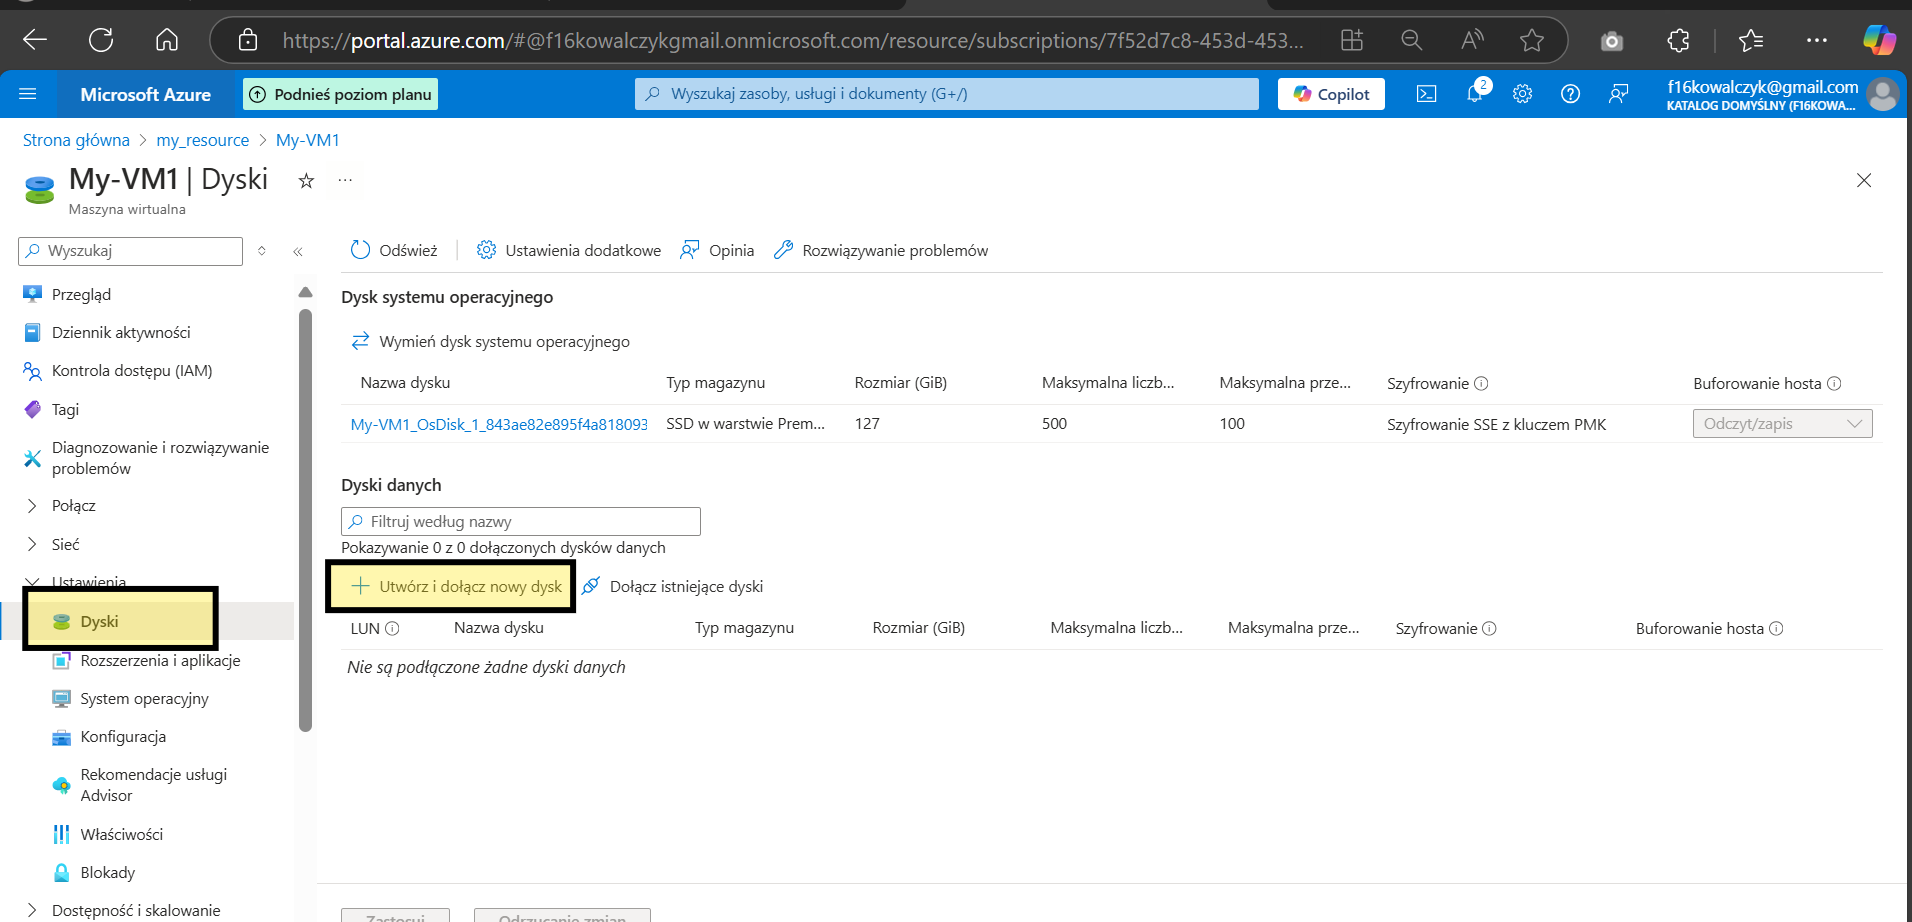 https://portal.azure.com/#@f16kowalczykgmail.onmicrosoft.com/resource/subscriptions/7f52d7c8-453d-453...
Microsoft Azure
Podnieś poziom planu
Wyszukaj zasoby, usługi i dokumenty (G+/)
Copilot
2
f16kowalczyk@gmail.com
KATALOG DOMYŚLNY (F16KOWA...
Strona główna > my_resource > My-VM1
My-VM1 | Dyski
Maszyna wirtualna
Wyszukaj
Przegląd
Dziennik aktywności
Kontrola dostępu (IAM)
Tagi
Diagnozowanie i rozwiązywanie
problemów
Połącz
Sieć
Ustawienia
Dyski
Rozszerzenia i aplikacje
System operacyjny
Konfiguracja
Rekomendacje usługi
Advisor
Właściwości
Blokady
Dostępność i skalowanie
Odśwież
Ustawienia dodatkowe
Opinia
Rozwiązywanie problemów
Dysk systemu operacyjnego
Wymień dysk systemu operacyjnego
Nazwa dysku Typ magazynu Rozmiar (GiB) Maksymalna liczb... Maksymalna prze... Szyfrowanie Buforowanie hosta
My-VM1_OsDisk_1_843ae82e895f4a818093 SSD w warstwie Prem... 127 500 100 Szyfrowanie SSE z kluczem PMK Odczyt/zapis
Dyski danych
Filtruj według nazwy
Pokazywanie 0 z 0 dołączonych dysków danych
Utwórz i dołącz nowy dysk Dołącz istniejące dyski
LUN Nazwa dysku Typ magazynu Rozmiar (GiB) Maksymalna liczb... Maksymalna prze... Szyfrowanie Buforowanie hosta
Nie są podłączone żadne dyski danych
Zastosuj Odrzucanie zmian